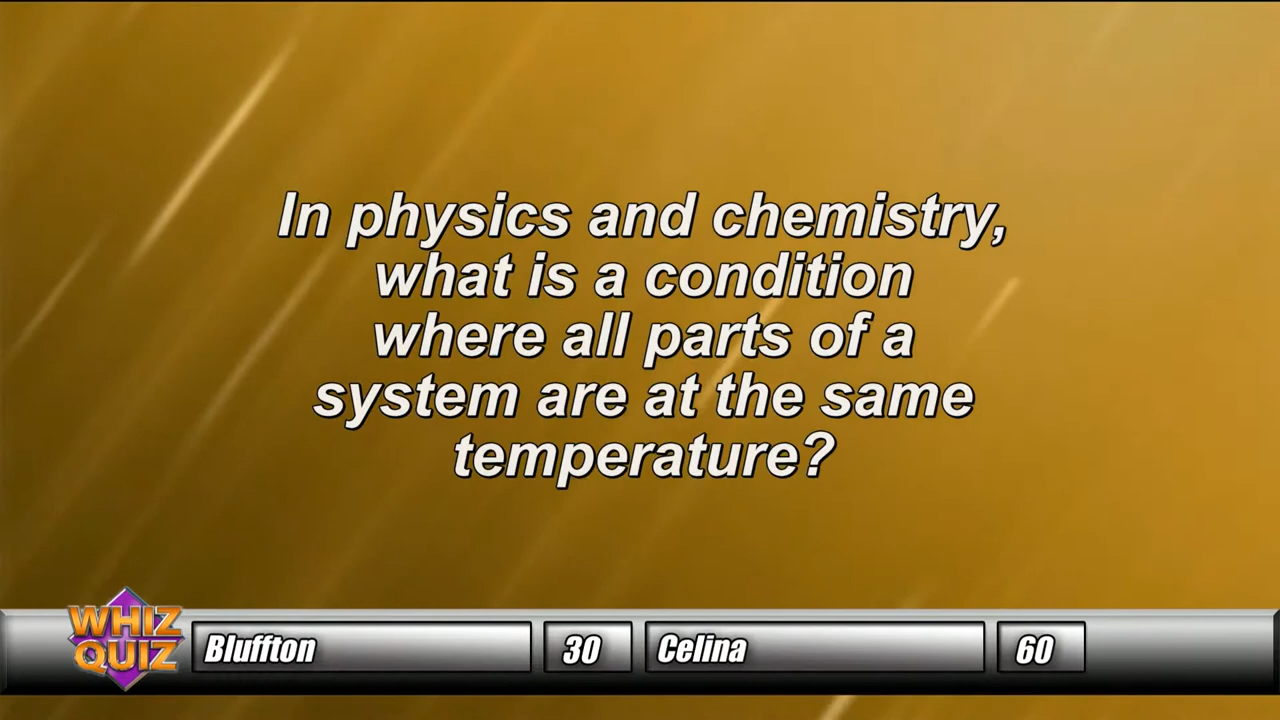 In physics and chemistry,
what is a condition
where all parts of a
system are at the same
temperature?
WHIZ
QUIZ
Bluffton 30 Celina 60